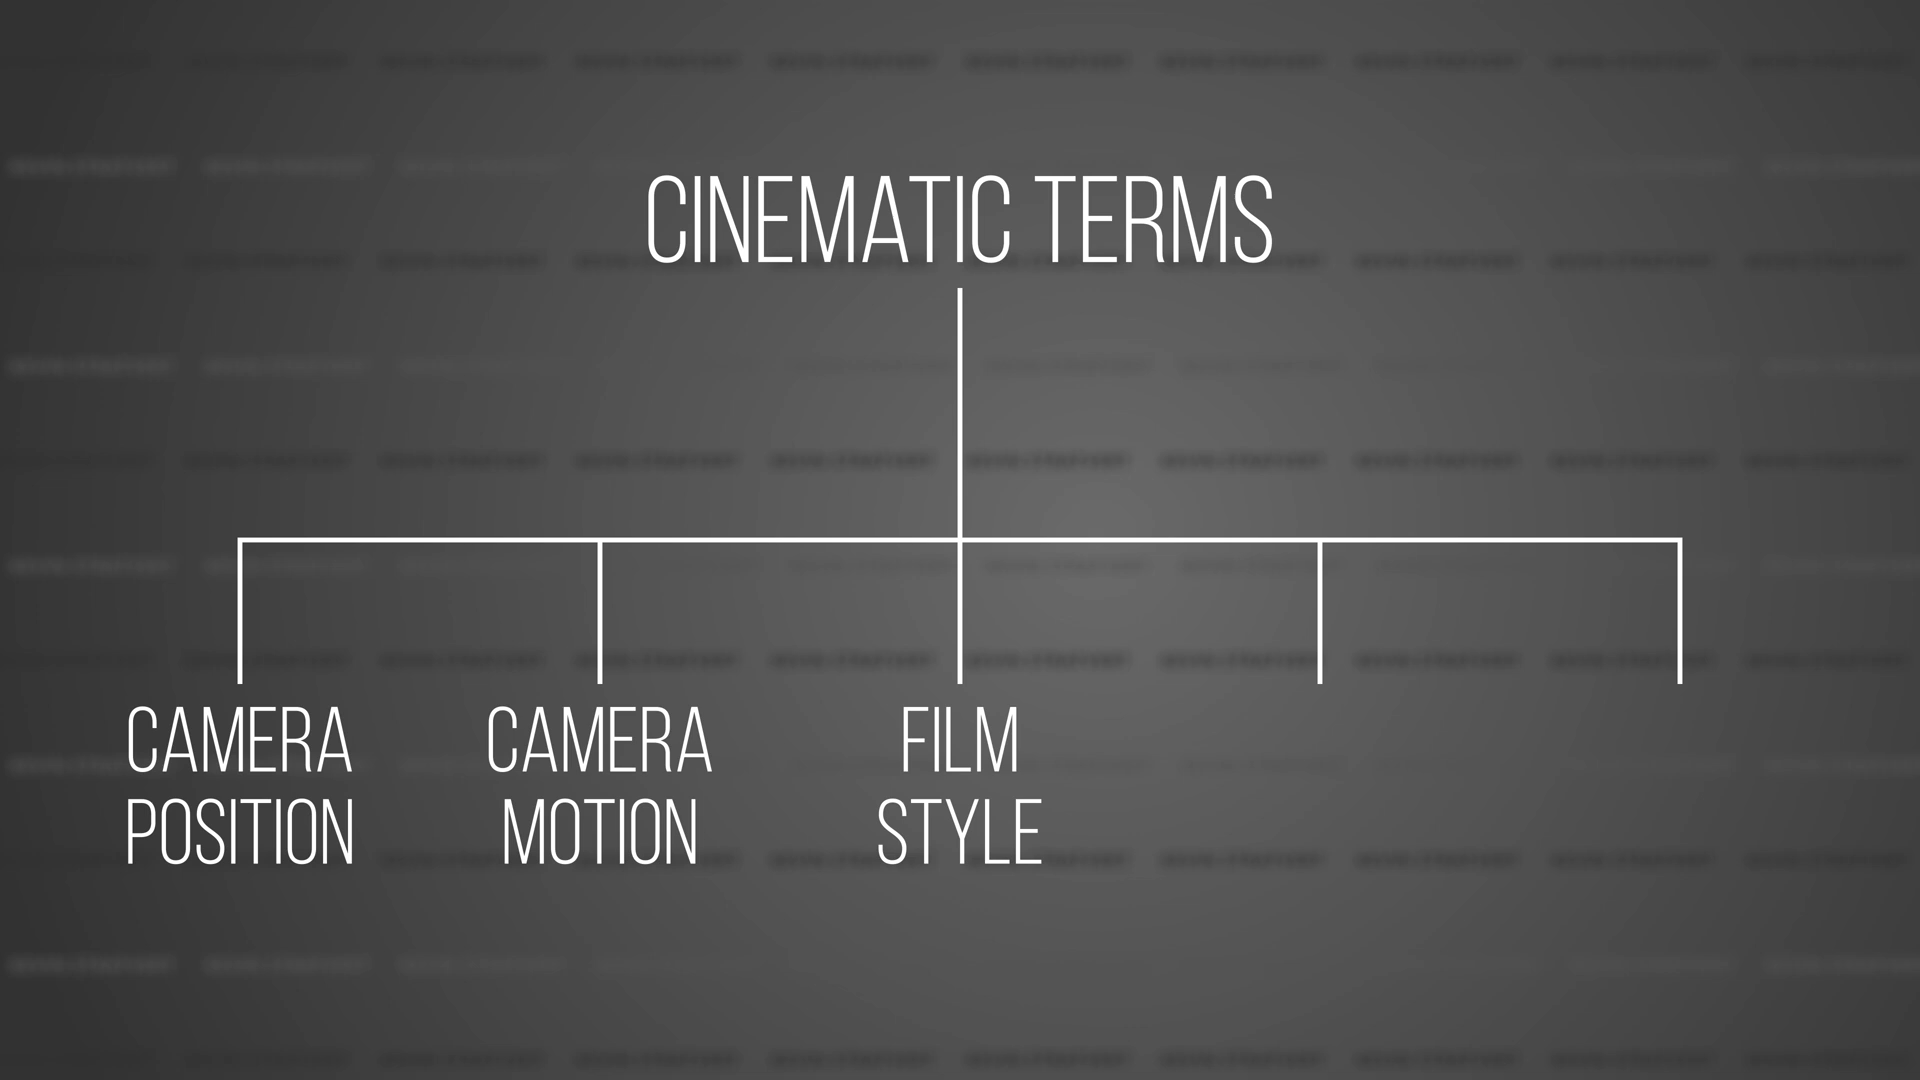 CINEMATIC TERMS
CAMERA
POSITION
CAMERA
MOTION
FILM
STYLE